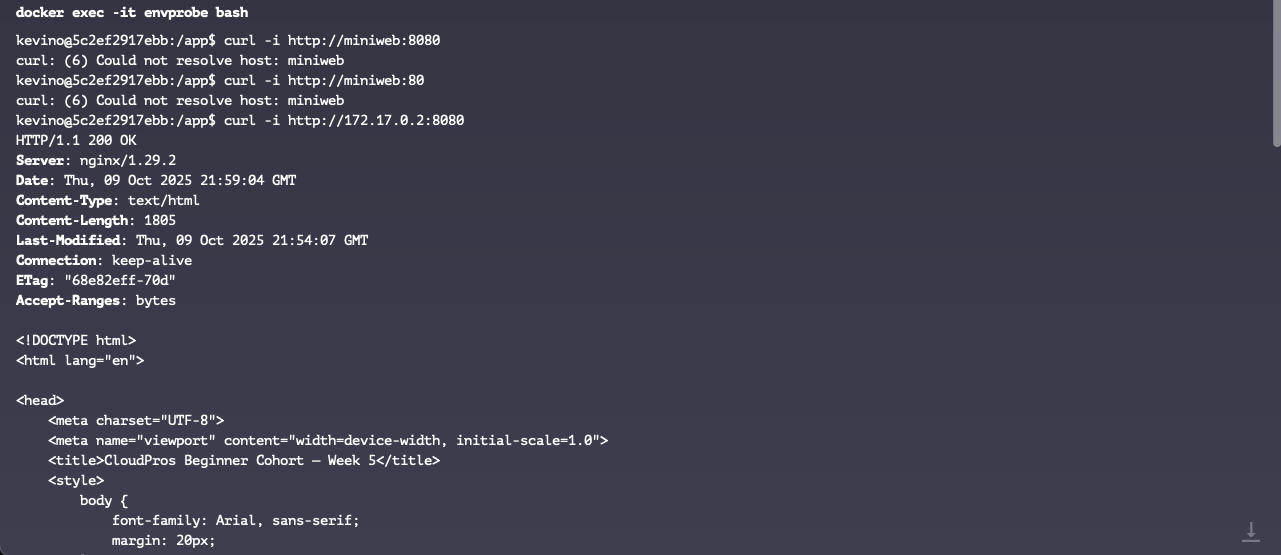 docker exec -it envprobe bash
kevino@5c2ef2917ebb:/app$ curl -i http://miniweb:8080
curl: (6) Could not resolve host: miniweb
kevino@5c2ef2917ebb:/app$ curl -i http://miniweb:80
curl: (6) Could not resolve host: miniweb
kevino@5c2ef2917ebb:/app$ curl -i http://172.17.0.2:8080
HTTP/1.1 200 OK
Server: nginx/1.29.2
Date: Thu, 09 Oct 2025 21:59:04 GMT
Content-Type: text/html
Content-Length: 1805
Last-Modified: Thu, 09 Oct 2025 21:54:07 GMT
Connection: keep-alive
ETag: "68e82eff-70d"
Accept-Ranges: bytes
<!DOCTYPE html>
<html lang="en">
<head>
    <meta charset="UTF-8">
    <meta name="viewport" content="width=device-width, initial-scale=1.0">
    <title>CloudPros Beginner Cohort – Week 5</title>
    <style>
        body {
            font-family: Arial, sans-serif;
            margin: 20px;